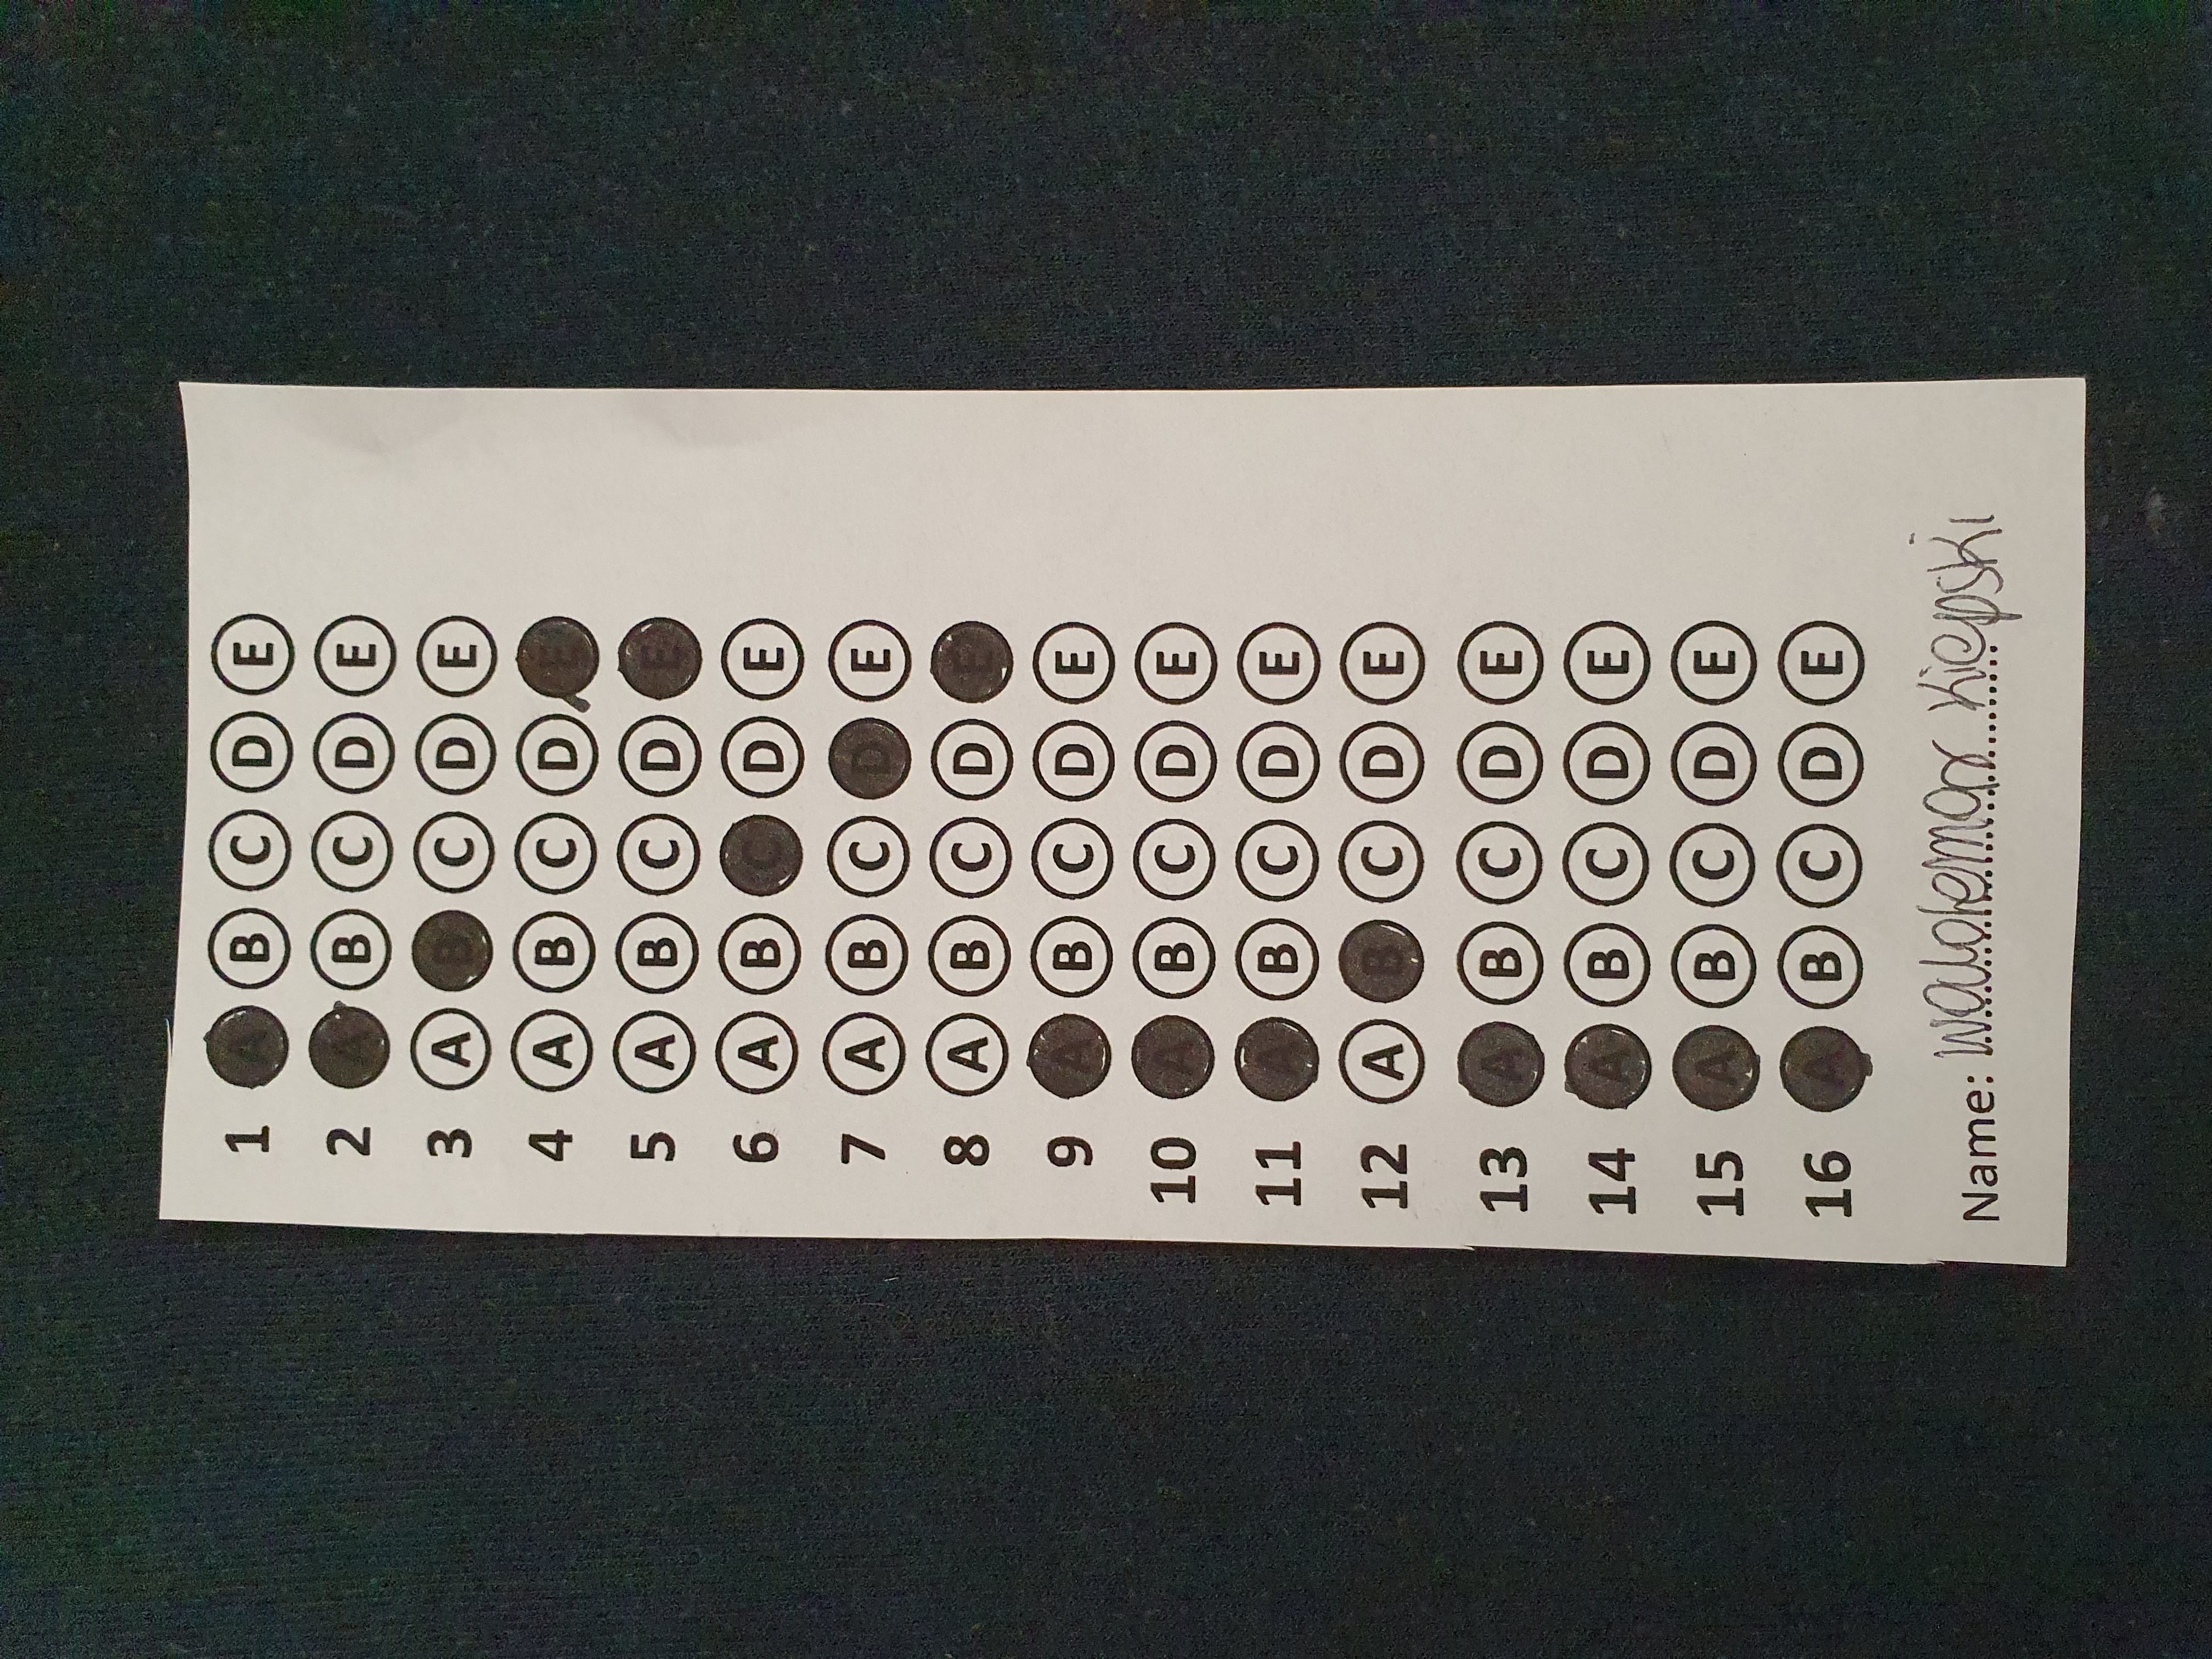 1 A B C D E
2 A B C D E
3 A B C D E
4 A B C D E
5 A B C D E
6 A B C D E
7 A B C D E
8 A B C D E
9 A B C D E
10 A B C D E
11 A B C D E
12 A B C D E
13 A B C D E
14 A B C D E
15 A B C D E
16 A B C D E
Name: Waldemar Kiepski